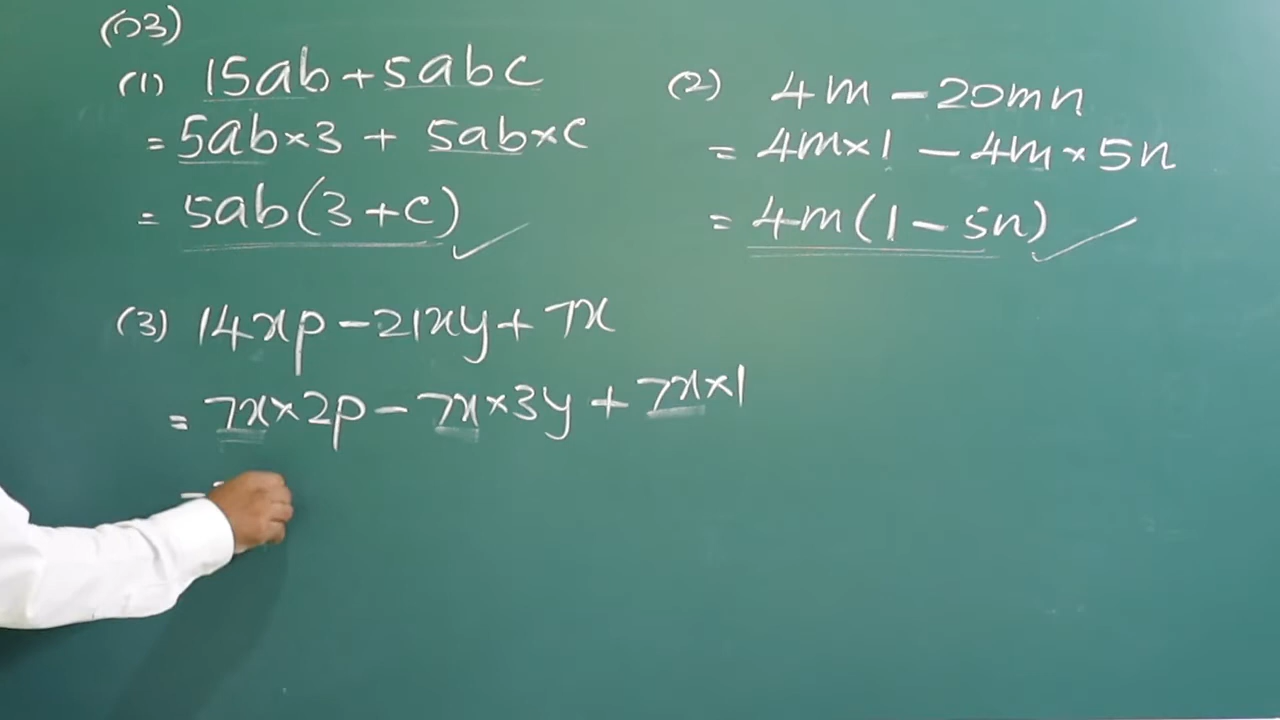 (03)
(1) 15ab + 5abc
= 5ab × 3 + 5ab × c
= 5ab (3 + c)
(2) 4m - 20mn
= 4m × 1 - 4m × 5n
= 4m (1 - 5n)
(3) 14xp - 21xy + 7x
= 7x × 2p - 7x × 3y + 7x × 1